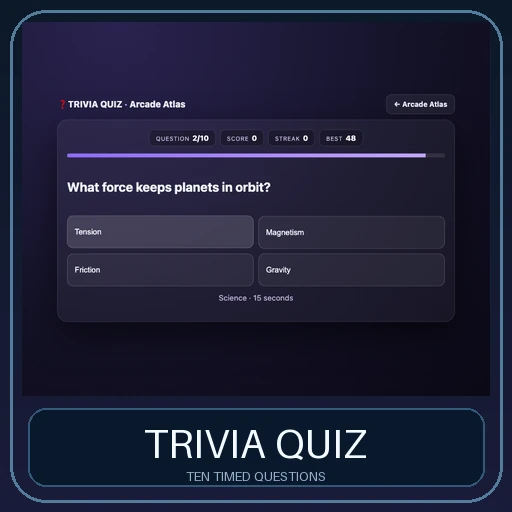 ❓ TRIVIA QUIZ · Arcade Atlas
← Arcade Atlas
QUESTION 2/10 SCORE 0 STREAK 0 BEST 48
What force keeps planets in orbit?
Tension
Magnetism
Friction
Gravity
Science · 15 seconds
TRIVIA QUIZ
TEN TIMED QUESTIONS